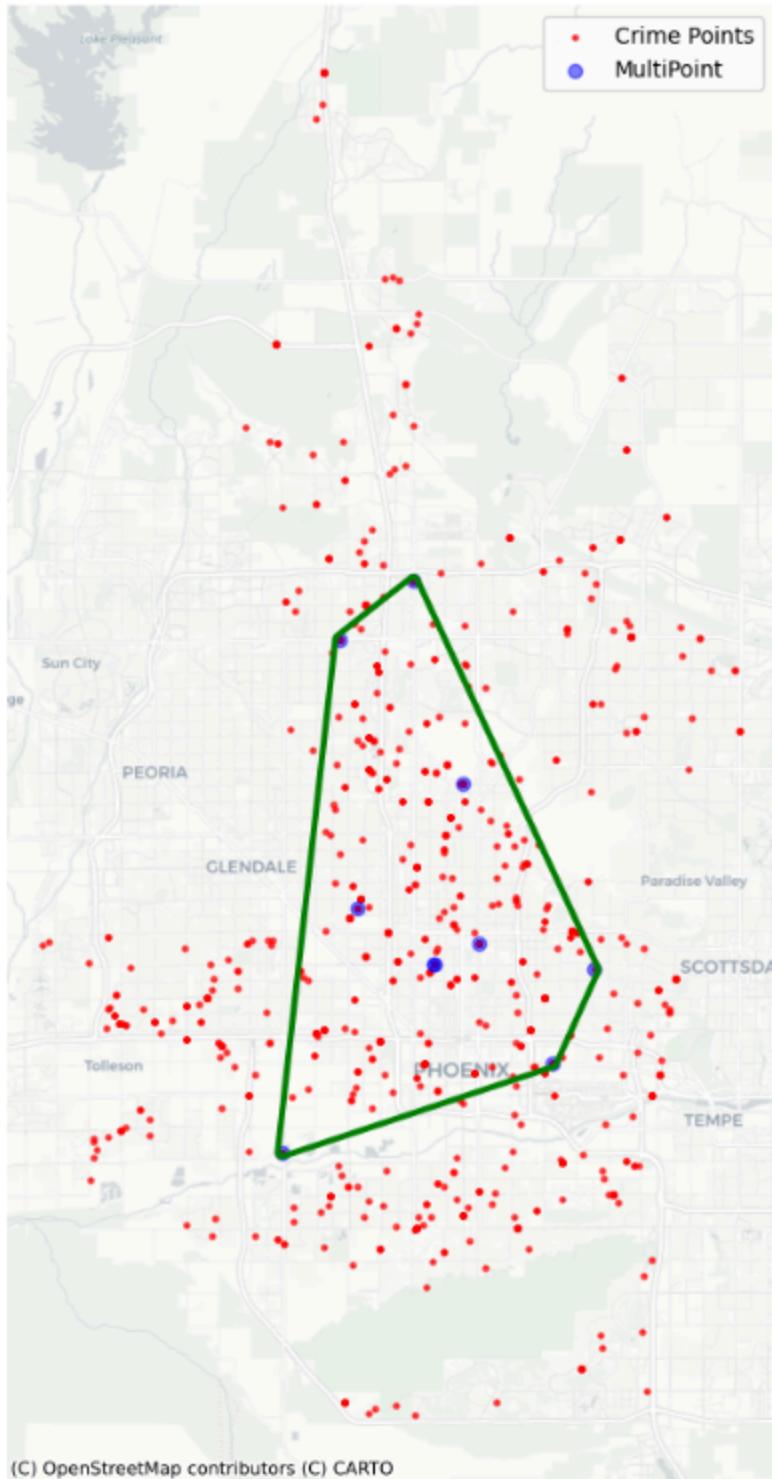 Lake Pleasant
Crime Points
MultiPoint
Sun City
ge
PEORIA
GLENDALE
Paradise Valley
SCOTTSDA
Tolleson
PHOENIX
TEMPE
(C) OpenStreetMap contributors (C) CARTO